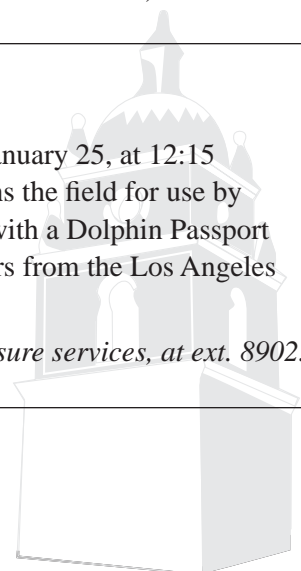 anuary 25, at 12:15
ns the field for use by
with a Dolphin Passport
rs from the Los Angeles
sure services, at ext. 8902.